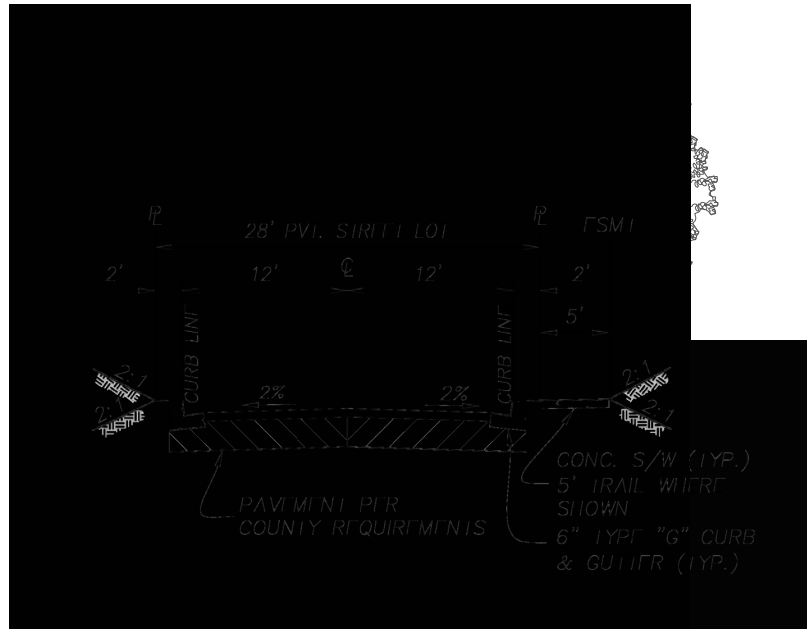 PL
PL
ESMT
28' PVT. STREET LOT
2'
12'
CL
12'
2'
5'
CURB LINE
CURB LINE
2:1
2:1
2%
2%
2:1
2:1
CONC. S/W (TYP.)
5' TRAIL WHERE
SHOWN
PAVEMENT PER
COUNTY REQUIREMENTS
6" TYPE "G" CURB
& GUTTER (TYP.)